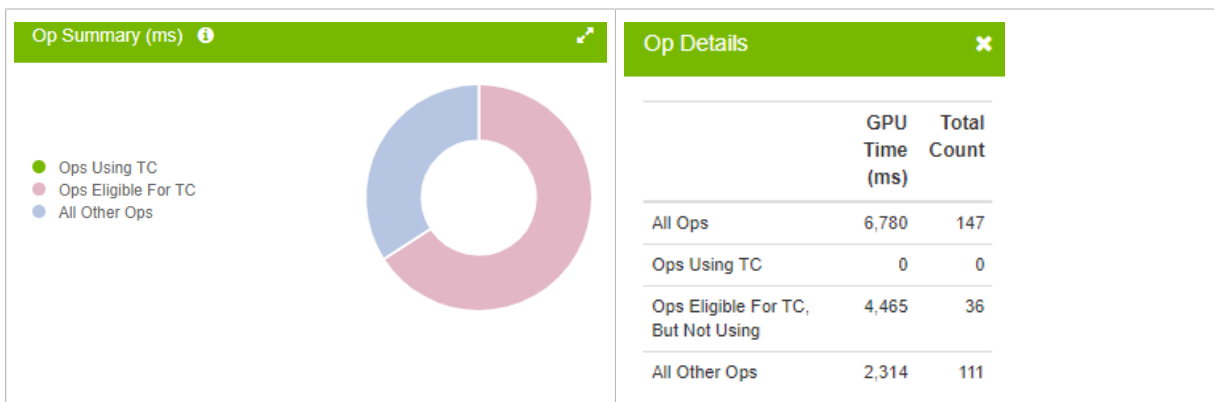 Op Summary (ms)
Ops Using TC
Ops Eligible For TC
All Other Ops
Op Details
GPU Time (ms) Total Count
All Ops 6,780 147
Ops Using TC 0 0
Ops Eligible For TC, 4,465 36
But Not Using
All Other Ops 2,314 111